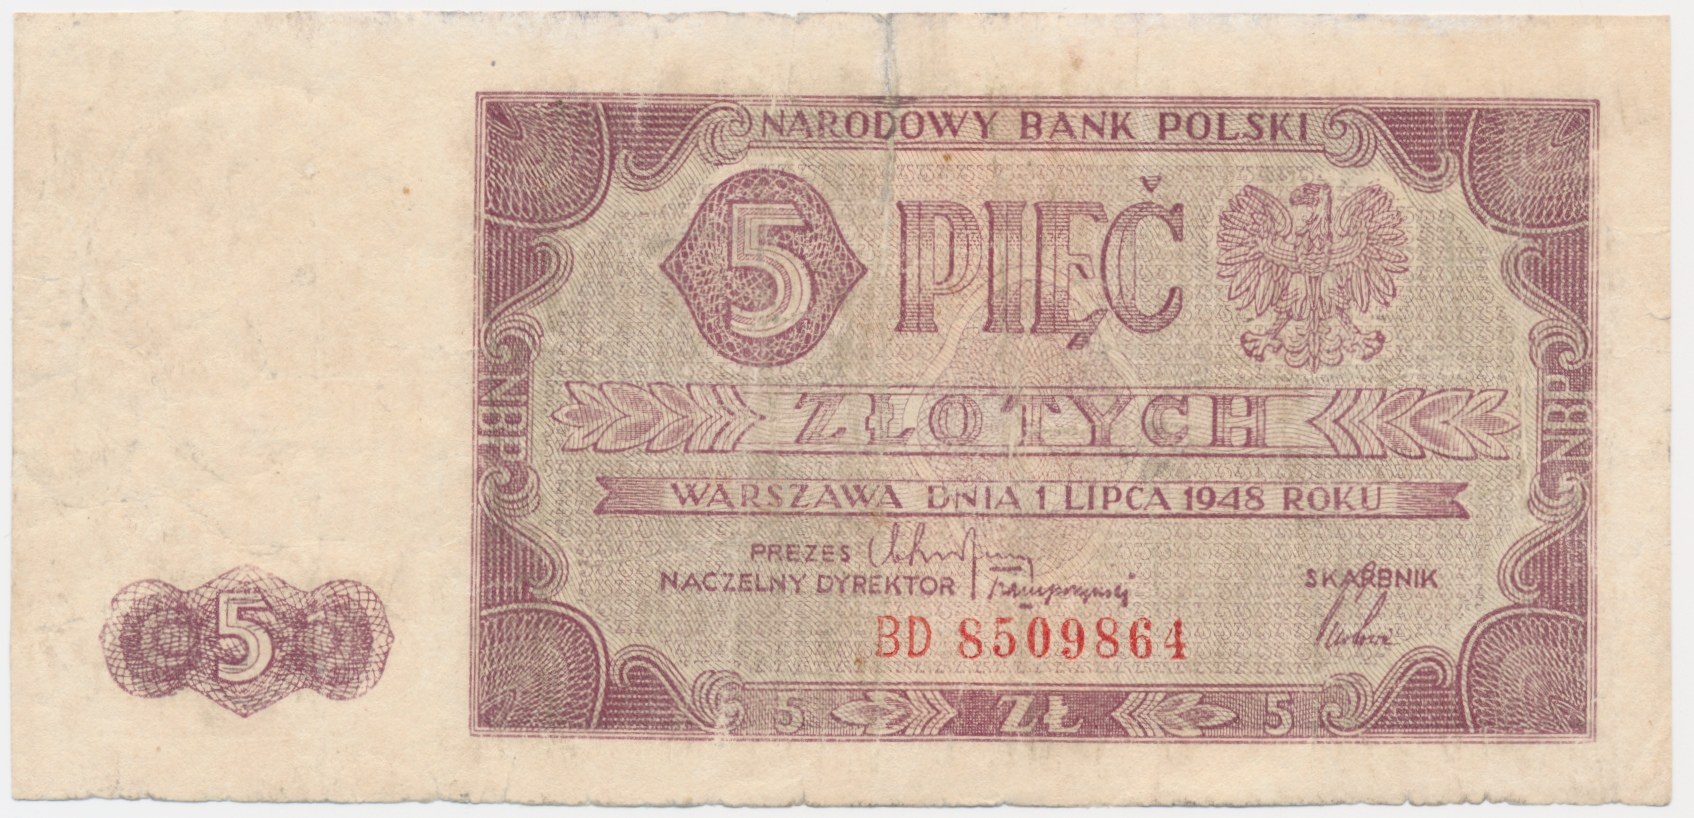 NARODOWY BANK POLSKI
5 PIĘĆ
ZŁOTYCH
WARSZAWA DNIA 1 LIPCA 1948 ROKU
PREZES
NACZELNY DYREKTOR
SKARBNIK
BD 8509864
5 ZŁ 5
NBP
NBP
5